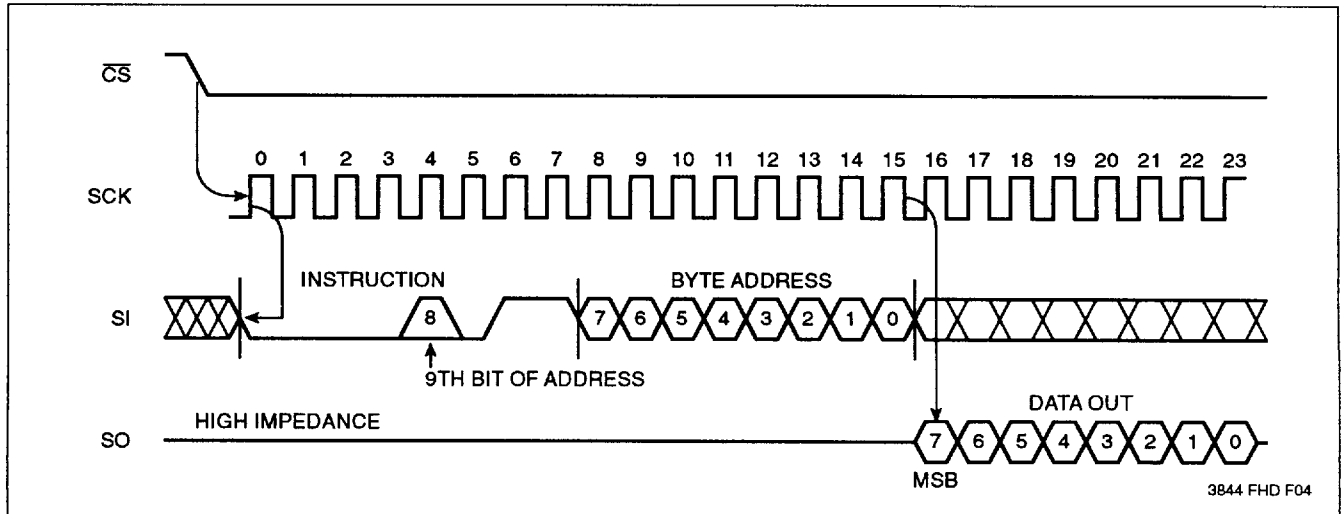 CS
0 1 2 3 4 5 6 7 8 9 10 11 12 13 14 15 16 17 18 19 20 21 22 23
SCK
INSTRUCTION BYTE ADDRESS
SI 8 7 6 5 4 3 2 1 0
9TH BIT OF ADDRESS
HIGH IMPEDANCE DATA OUT
SO 7 6 5 4 3 2 1 0
MSB
3844 FHD F04